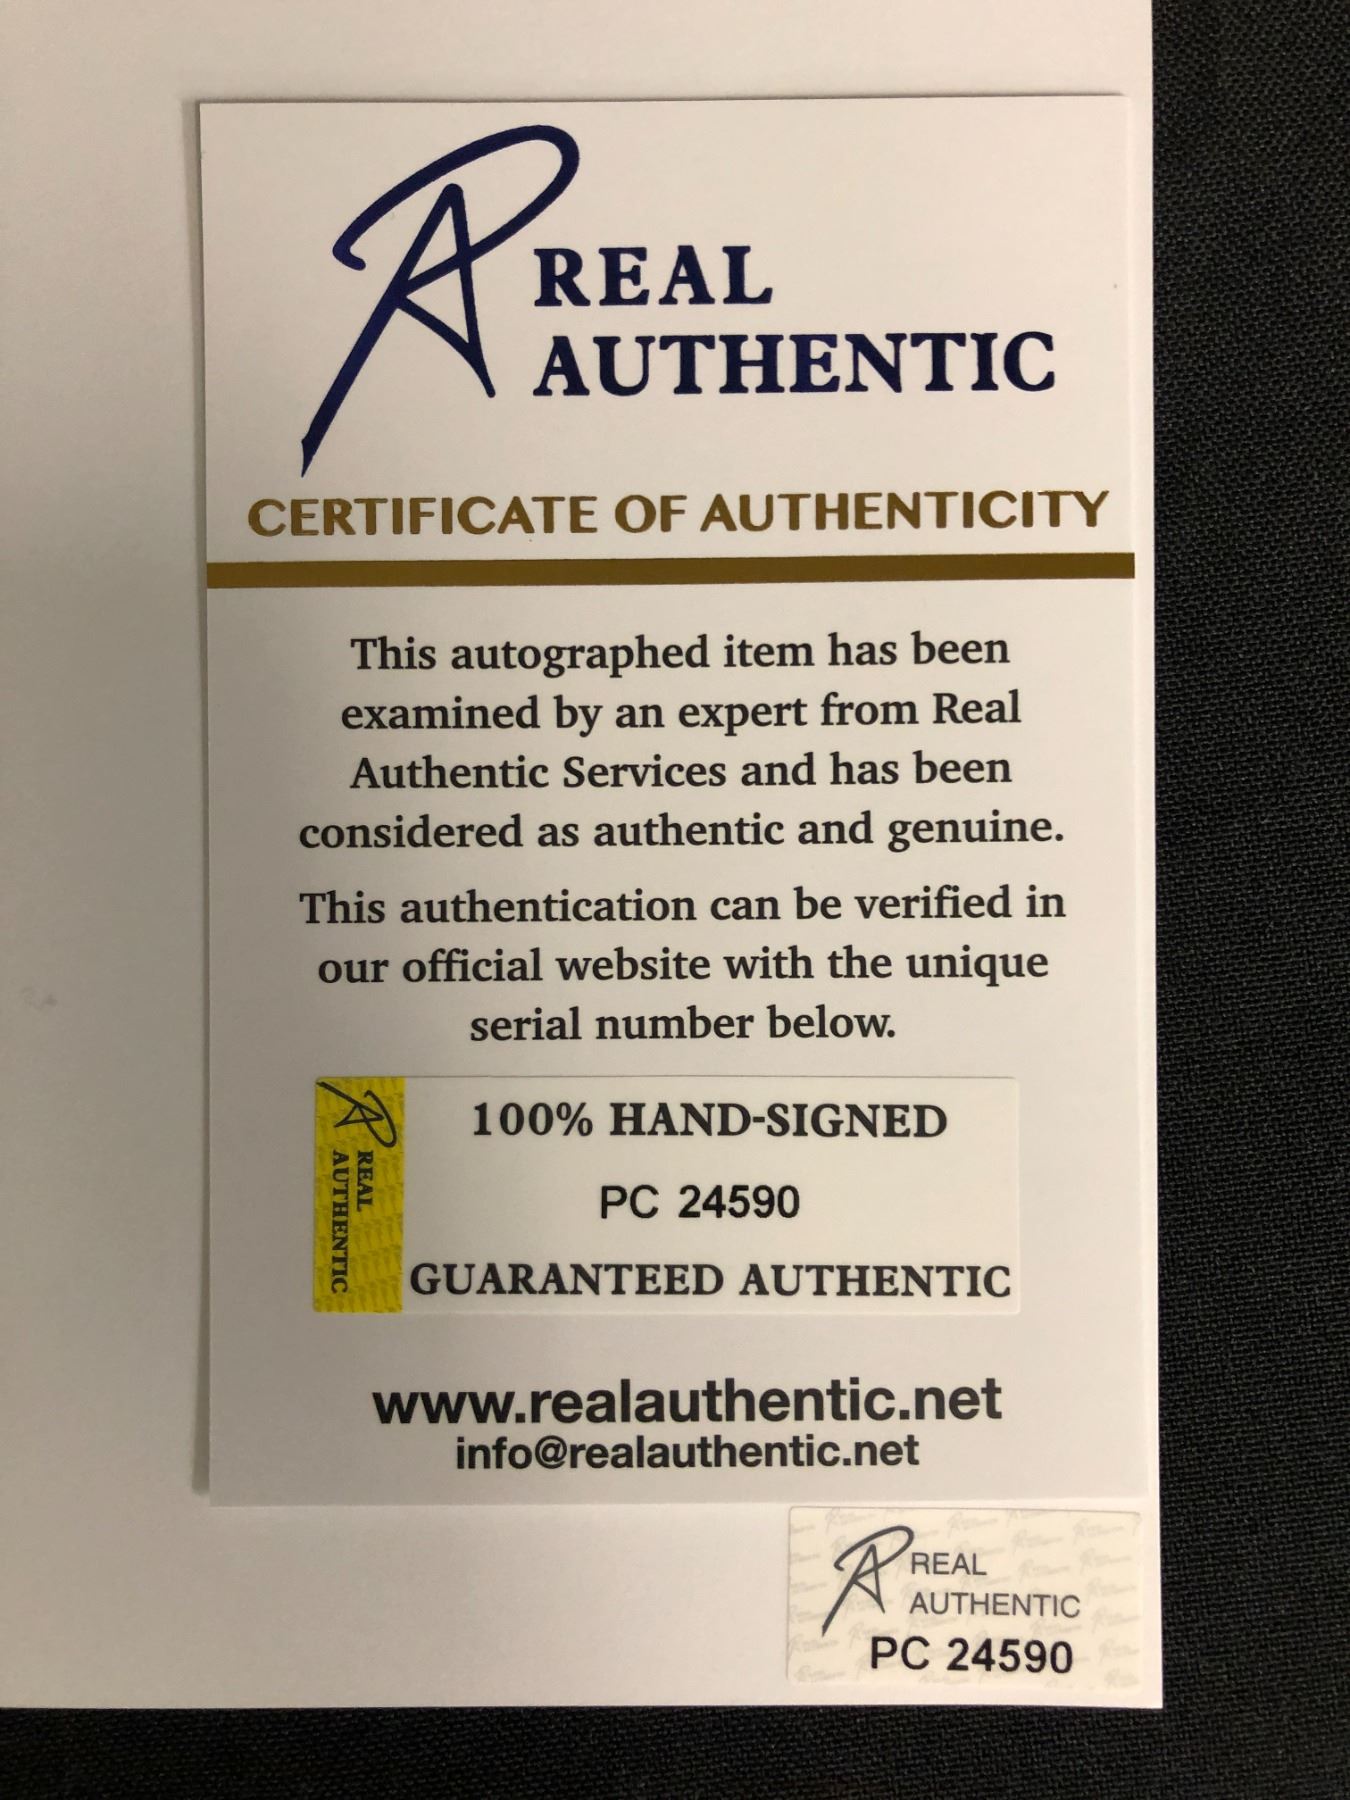 REAL
AUTHENTIC
CERTIFICATE OF AUTHENTICITY
This autographed item has been
examined by an expert from Real
Authentic Services and has been
considered as authentic and genuine.
This authentication can be verified in
our official website with the unique
serial number below.
REAL
AUTHENTIC
100% HAND-SIGNED
PC 24590
GUARANTEED AUTHENTIC
www.realauthentic.net
info@realauthentic.net
REAL
AUTHENTIC
PC 24590